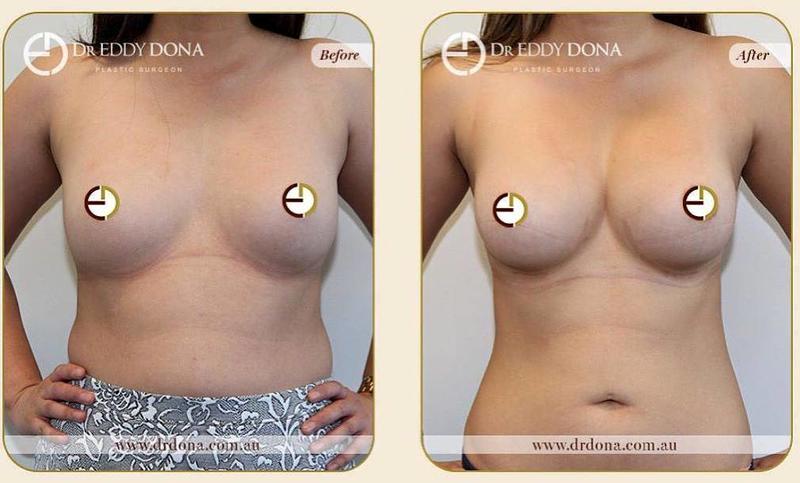 DR EDDY DONA
PLASTIC SURGEON
Before
www.drdona.com.au
DR EDDY DONA
PLASTIC SURGEON
After
www.drdona.com.au